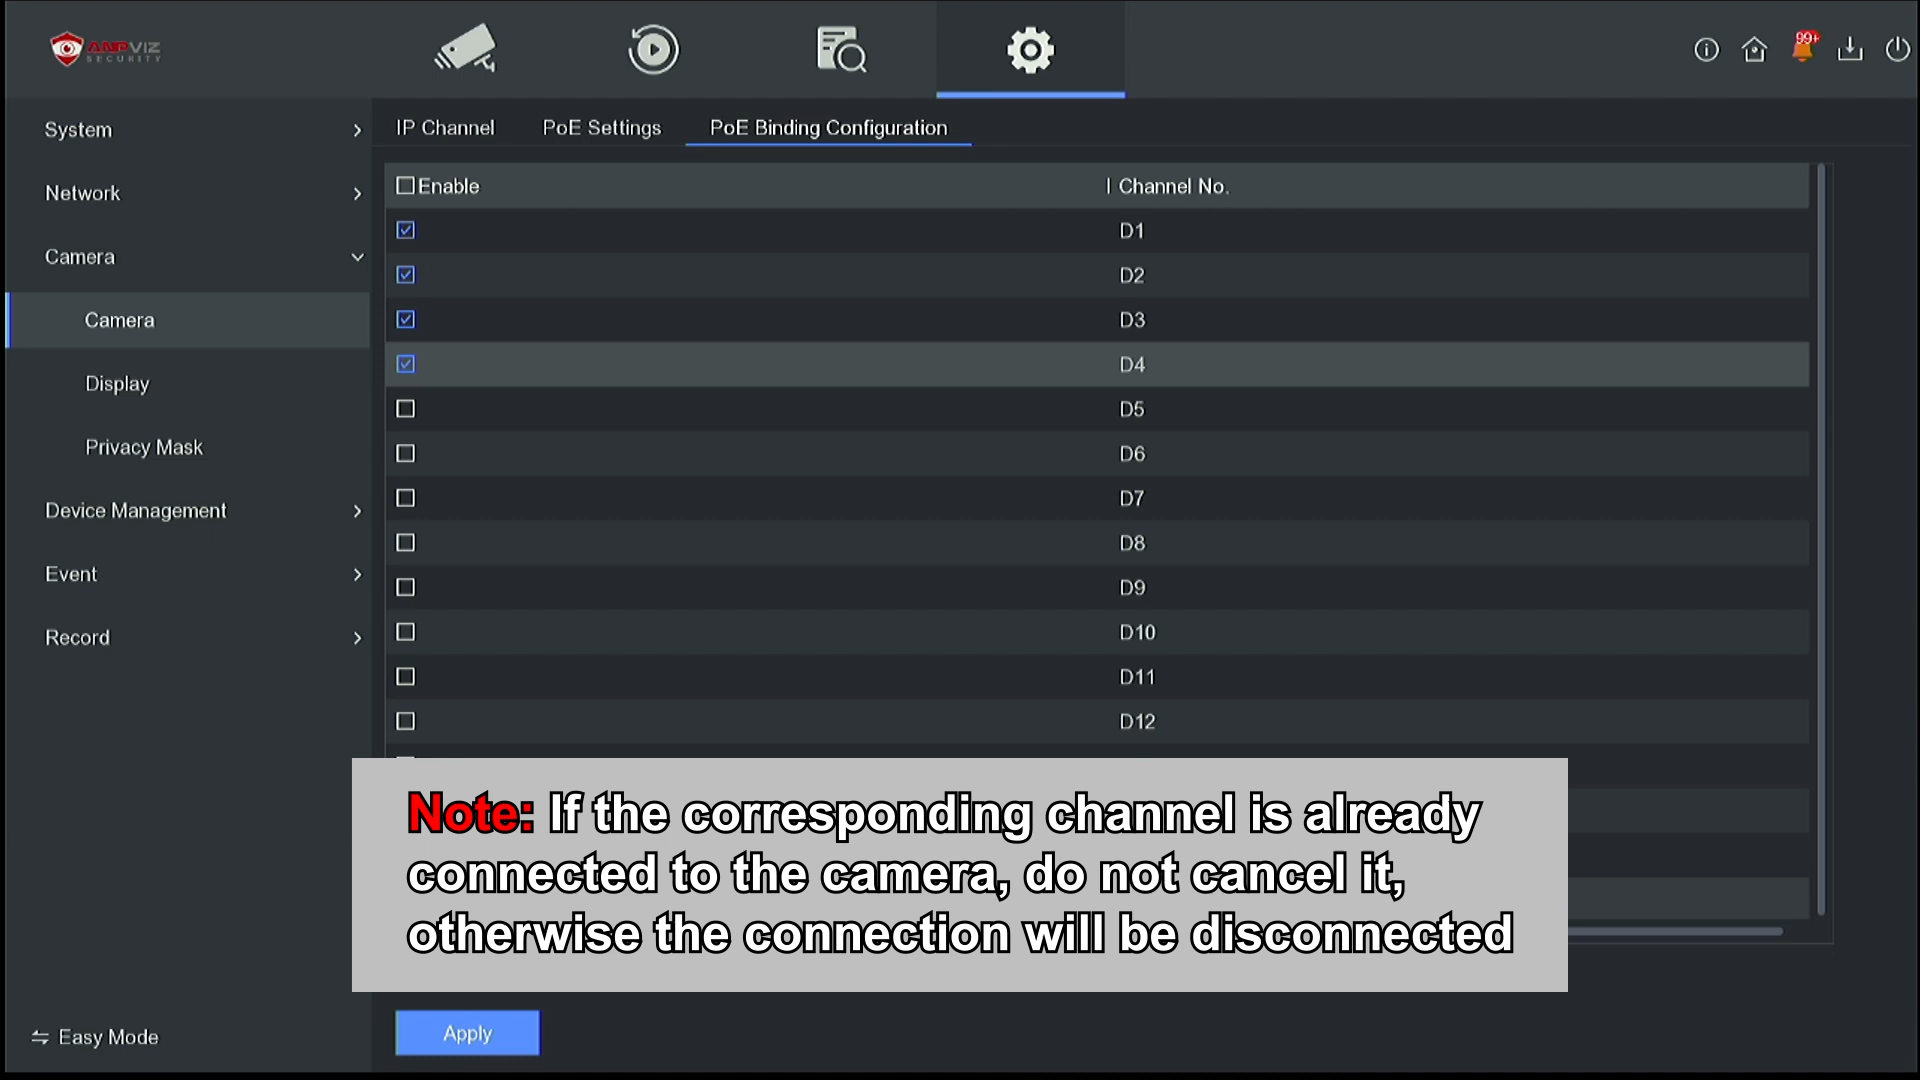 ANPVIZ
SECURITY
99+
System
Network
Camera
Camera
Display
Privacy Mask
Device Management
Event
Record
Easy Mode
IP Channel PoE Settings PoE Binding Configuration
Enable Channel No.
D1
D2
D3
D4
D5
D6
D7
D8
D9
D10
D11
D12
Note: If the corresponding channel is already
connected to the camera, do not cancel it,
otherwise the connection will be disconnected
Apply